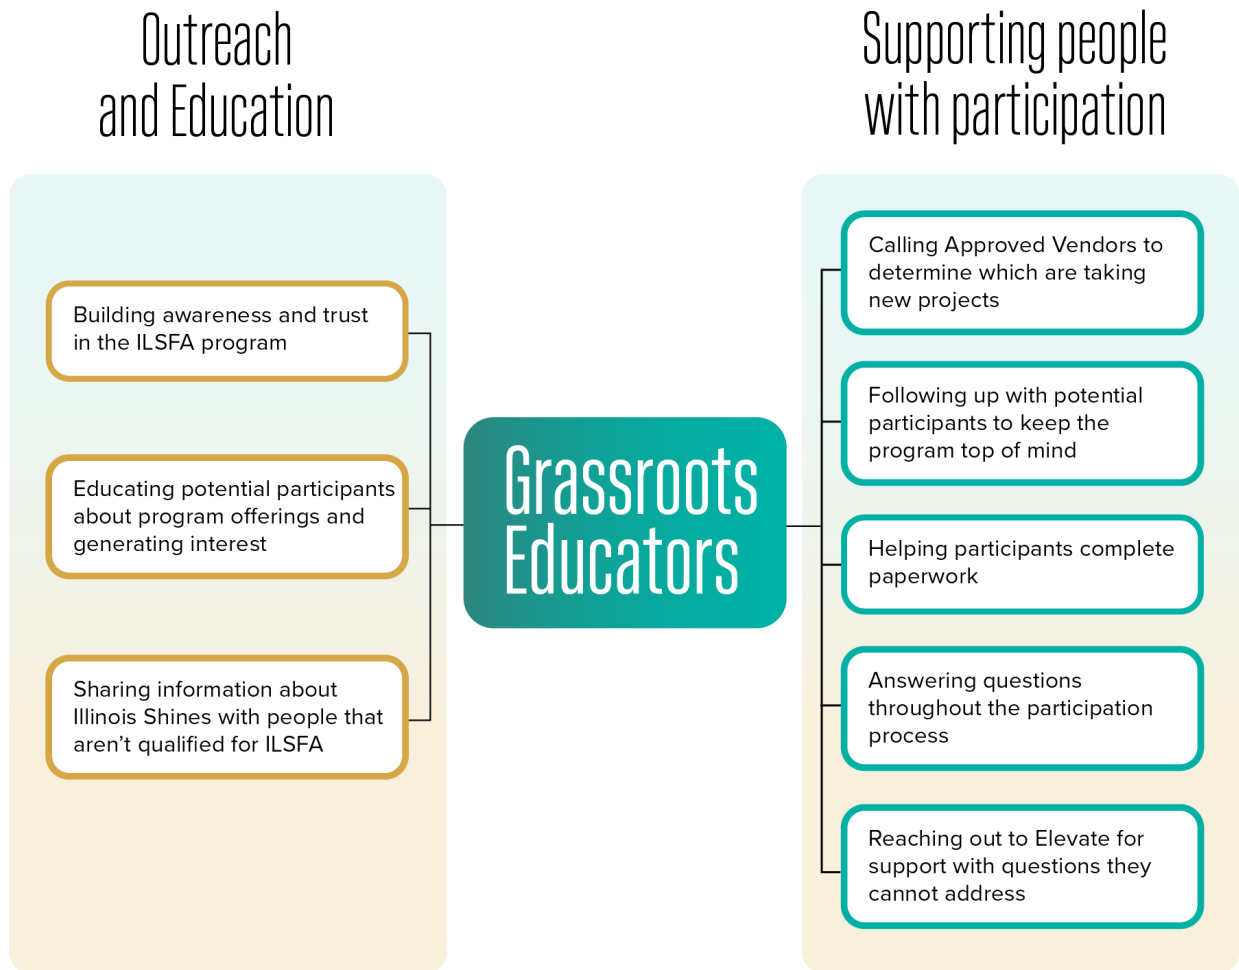 Outreach
and Education
Building awareness and trust
in the ILSFA program
Educating potential participants
about program offerings and
generating interest
Sharing information about
Illinois Shines with people that
aren’t qualified for ILSFA
Grassroots
Educators
Supporting people
with participation
Calling Approved Vendors to
determine which are taking
new projects
Following up with potential
participants to keep the
program top of mind
Helping participants complete
paperwork
Answering questions
throughout the participation
process
Reaching out to Elevate for
support with questions they
cannot address